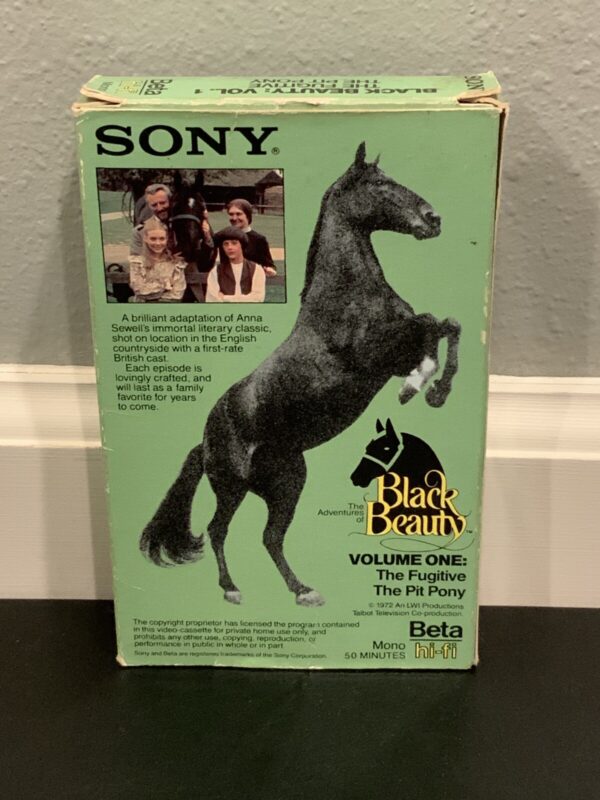 SONY
BLACK BEAUTY: VOL. 1
THE FUGITIVE
THE PIT PONY
Beta
hi-fi
Mono
SONY®
A brilliant adaptation of Anna
Sewell's immortal literary classic,
shot on location in the English
countryside with a first-rate
British cast.
Each episode is
lovingly crafted, and
will last as a family
favorite for years
to come.
The
Adventures
of
Black
Beauty™
VOLUME ONE:
The Fugitive
The Pit Pony
© 1972 An LWI Productions
Talbot Television Co-production.
The copyright proprietor has licensed the program contained
in this video-cassette for private home use only, and
prohibits any other use, copying, reproduction, or
performance in public in whole or in part.
Sony and Beta are registered trademarks of the Sony Corporation.
Mono
50 MINUTES
Beta
hi-fi